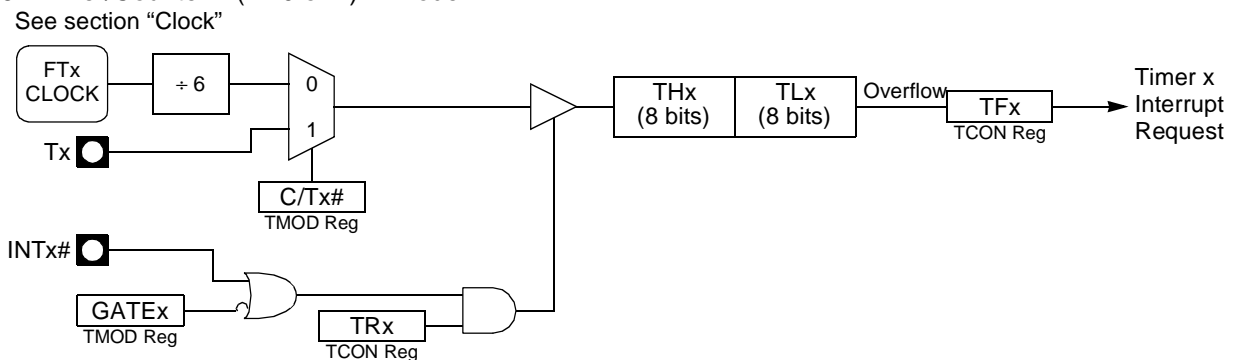 See section “Clock”
FTx
CLOCK
÷ 6
0
1
Tx
C/Tx#
TMOD Reg
THx
(8 bits)
TLx
(8 bits)
Overflow
TFx
TCON Reg
Timer x
Interrupt
Request
INTx#
GATEx
TMOD Reg
TRx
TCON Reg